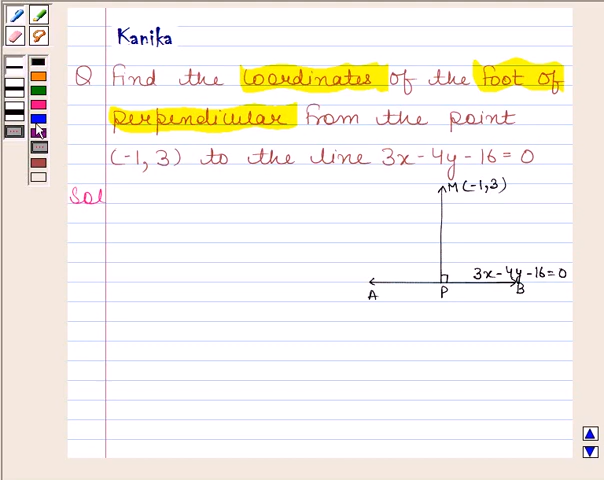 Kanika
Q Find the coordinates of the foot of
perpendicular from the point
(-1, 3) to the line 3x - 4y - 16 = 0
Sol
M (-1, 3)
3x - 4y - 16 = 0
A P B